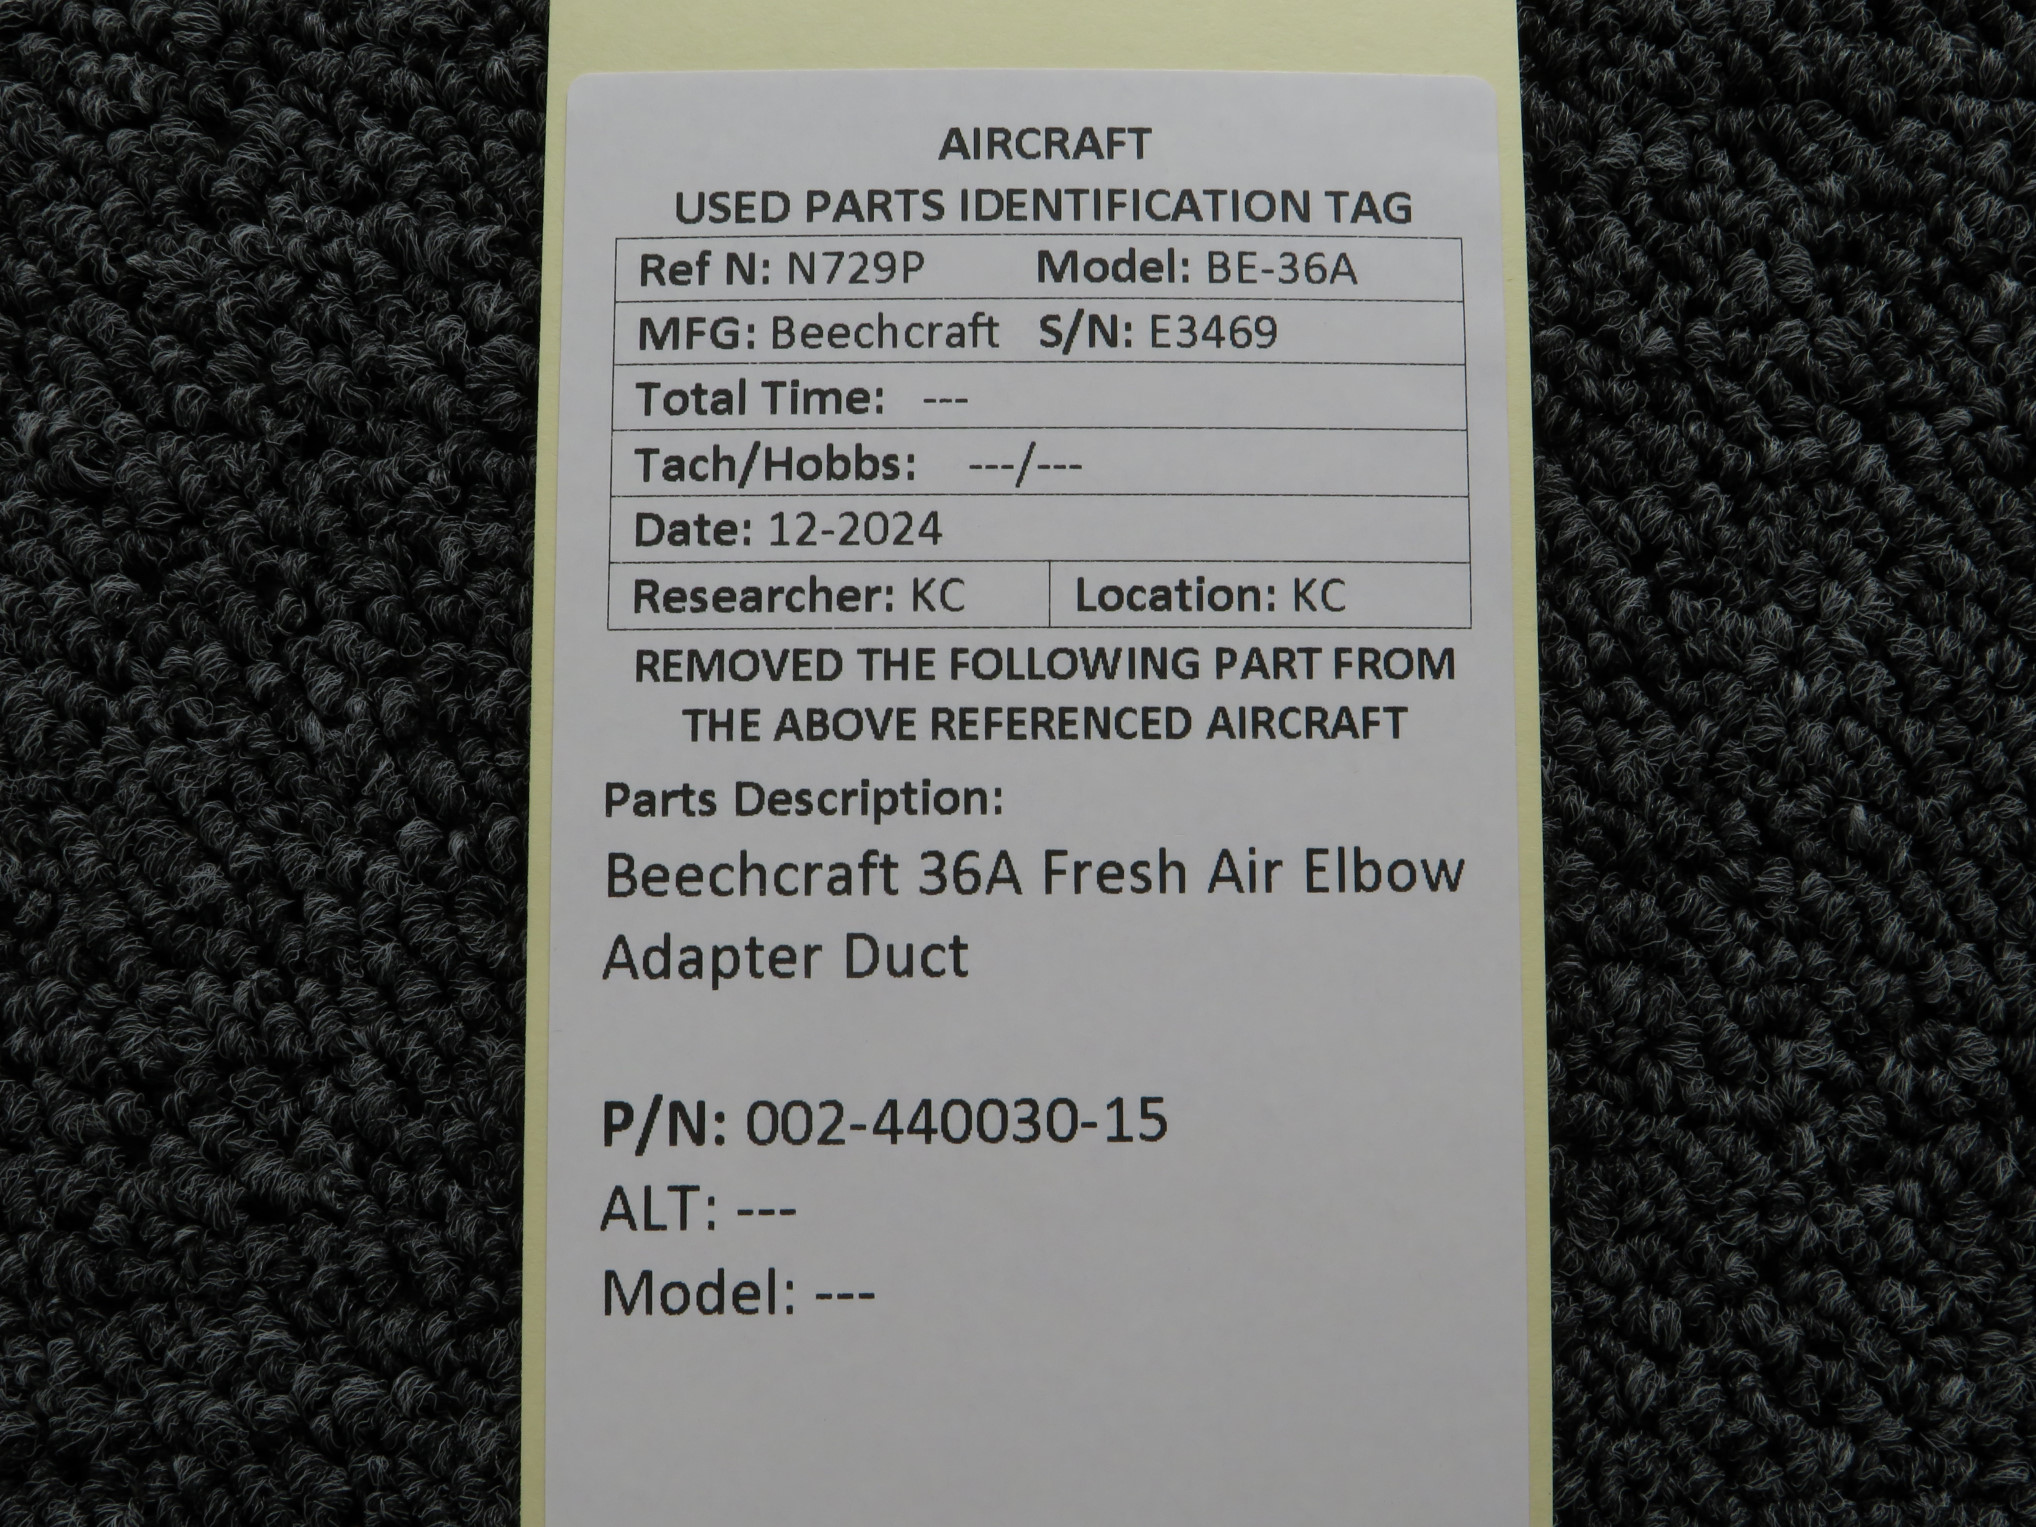 AIRCRAFT
USED PARTS IDENTIFICATION TAG
Ref N: N729P Model: BE-36A
MFG: Beechcraft S/N: E3469
Total Time: ---
Tach/Hobbs: ---/---
Date: 12-2024
Researcher: KC Location: KC
REMOVED THE FOLLOWING PART FROM
THE ABOVE REFERENCED AIRCRAFT
Parts Description:
Beechcraft 36A Fresh Air Elbow
Adapter Duct
P/N: 002-440030-15
ALT: ---
Model: ---